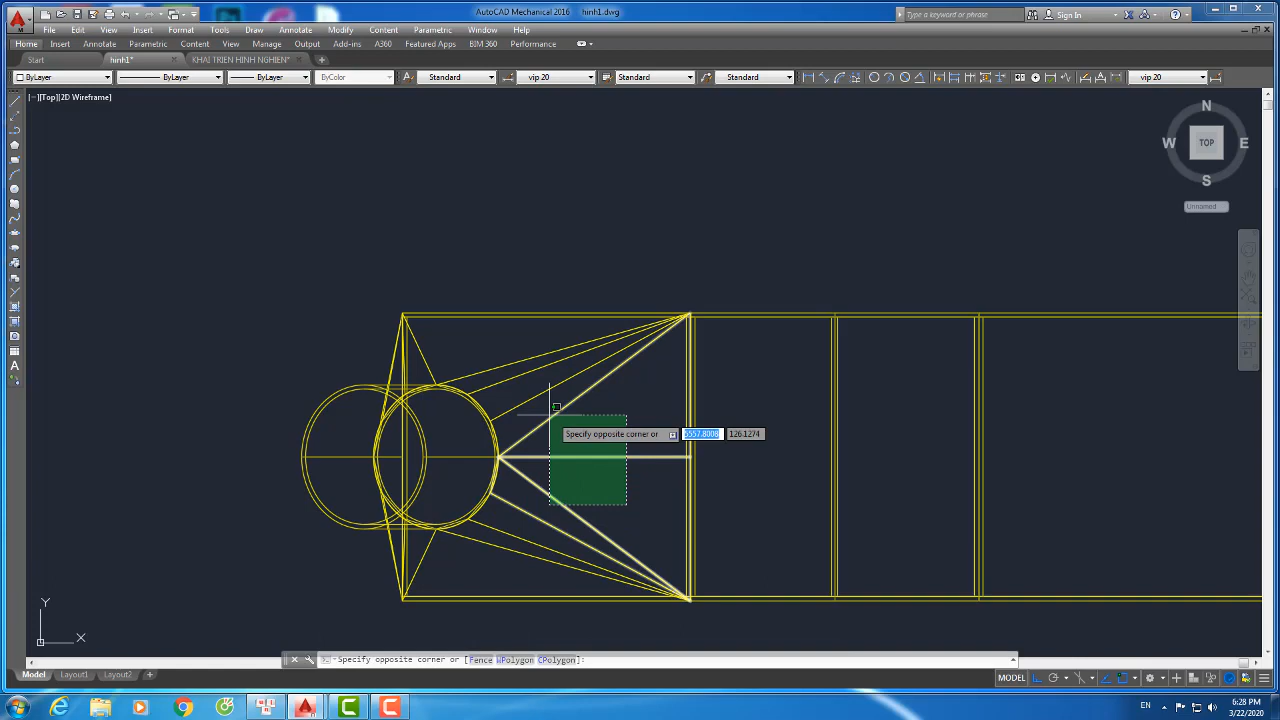 AutoCAD Mechanical 2016 hinh1.dwg
Type a keyword or phrase
Sign In
File Edit View Insert Format Tools Draw Annotate Modify Content Parametric Window Help
Home Insert Annotate Parametric Content View Manage Output Add-ins A360 Featured Apps BIM 360 Performance
Start hinh1* KHAI TRIEN HINH NGHIEN*
ByLayer ByLayer ByLayer ByColor Standard vip 20 Standard Standard vip 20
[−][Top][2D Wireframe]
N
W TOP E
S
Unnamed
Specify opposite corner or 5557.8008 126.1274
Y
X
Specify opposite corner or [Fence WPolygon CPolygon]:
Model Layout1 Layout2
MODEL
EN
6:28 PM
3/22/2020